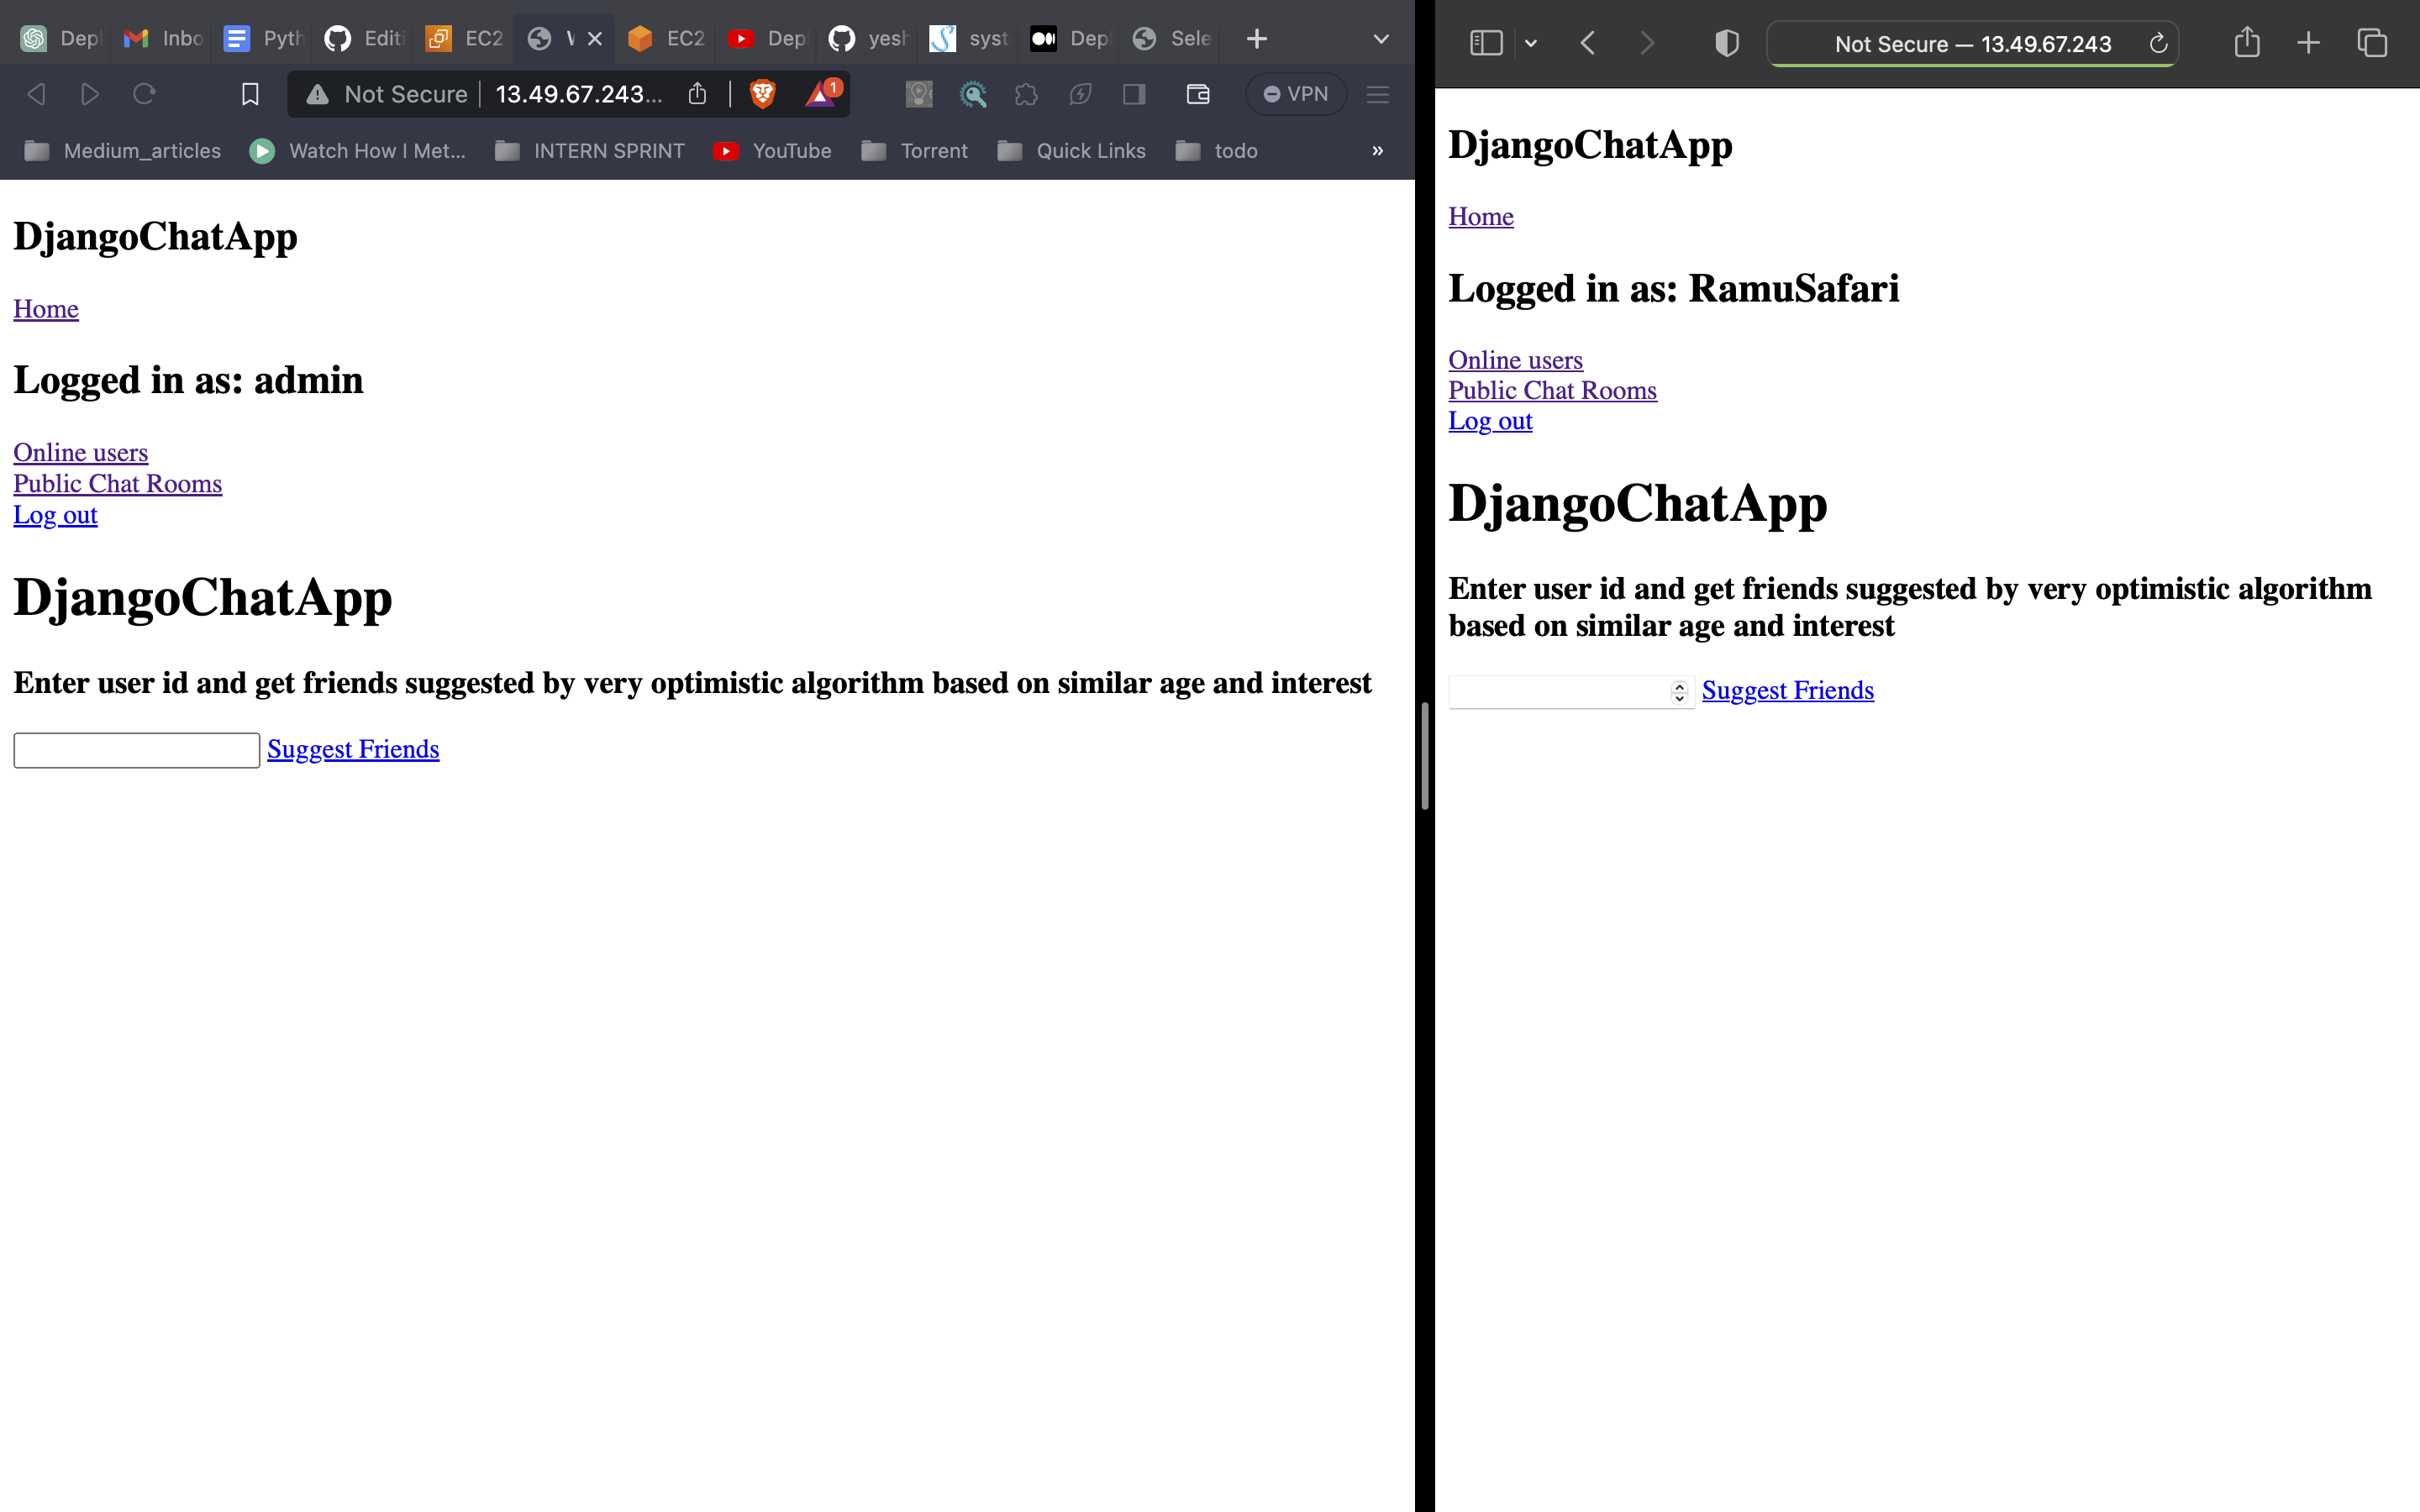 Depl
Inbo
Pyth
Editi
EC2
EC2
Dep
yesh
syst
Dep
Sele
Not Secure
13.49.67.243...
1
VPN
Medium_articles
Watch How I Met...
INTERN SPRINT
YouTube
Torrent
Quick Links
todo
»
DjangoChatApp
Home
Logged in as: admin
Online users
Public Chat Rooms
Log out
DjangoChatApp
Enter user id and get friends suggested by very optimistic algorithm based on similar age and interest
Suggest Friends
Not Secure — 13.49.67.243
DjangoChatApp
Home
Logged in as: RamuSafari
Online users
Public Chat Rooms
Log out
DjangoChatApp
Enter user id and get friends suggested by very optimistic algorithm
based on similar age and interest
Suggest Friends